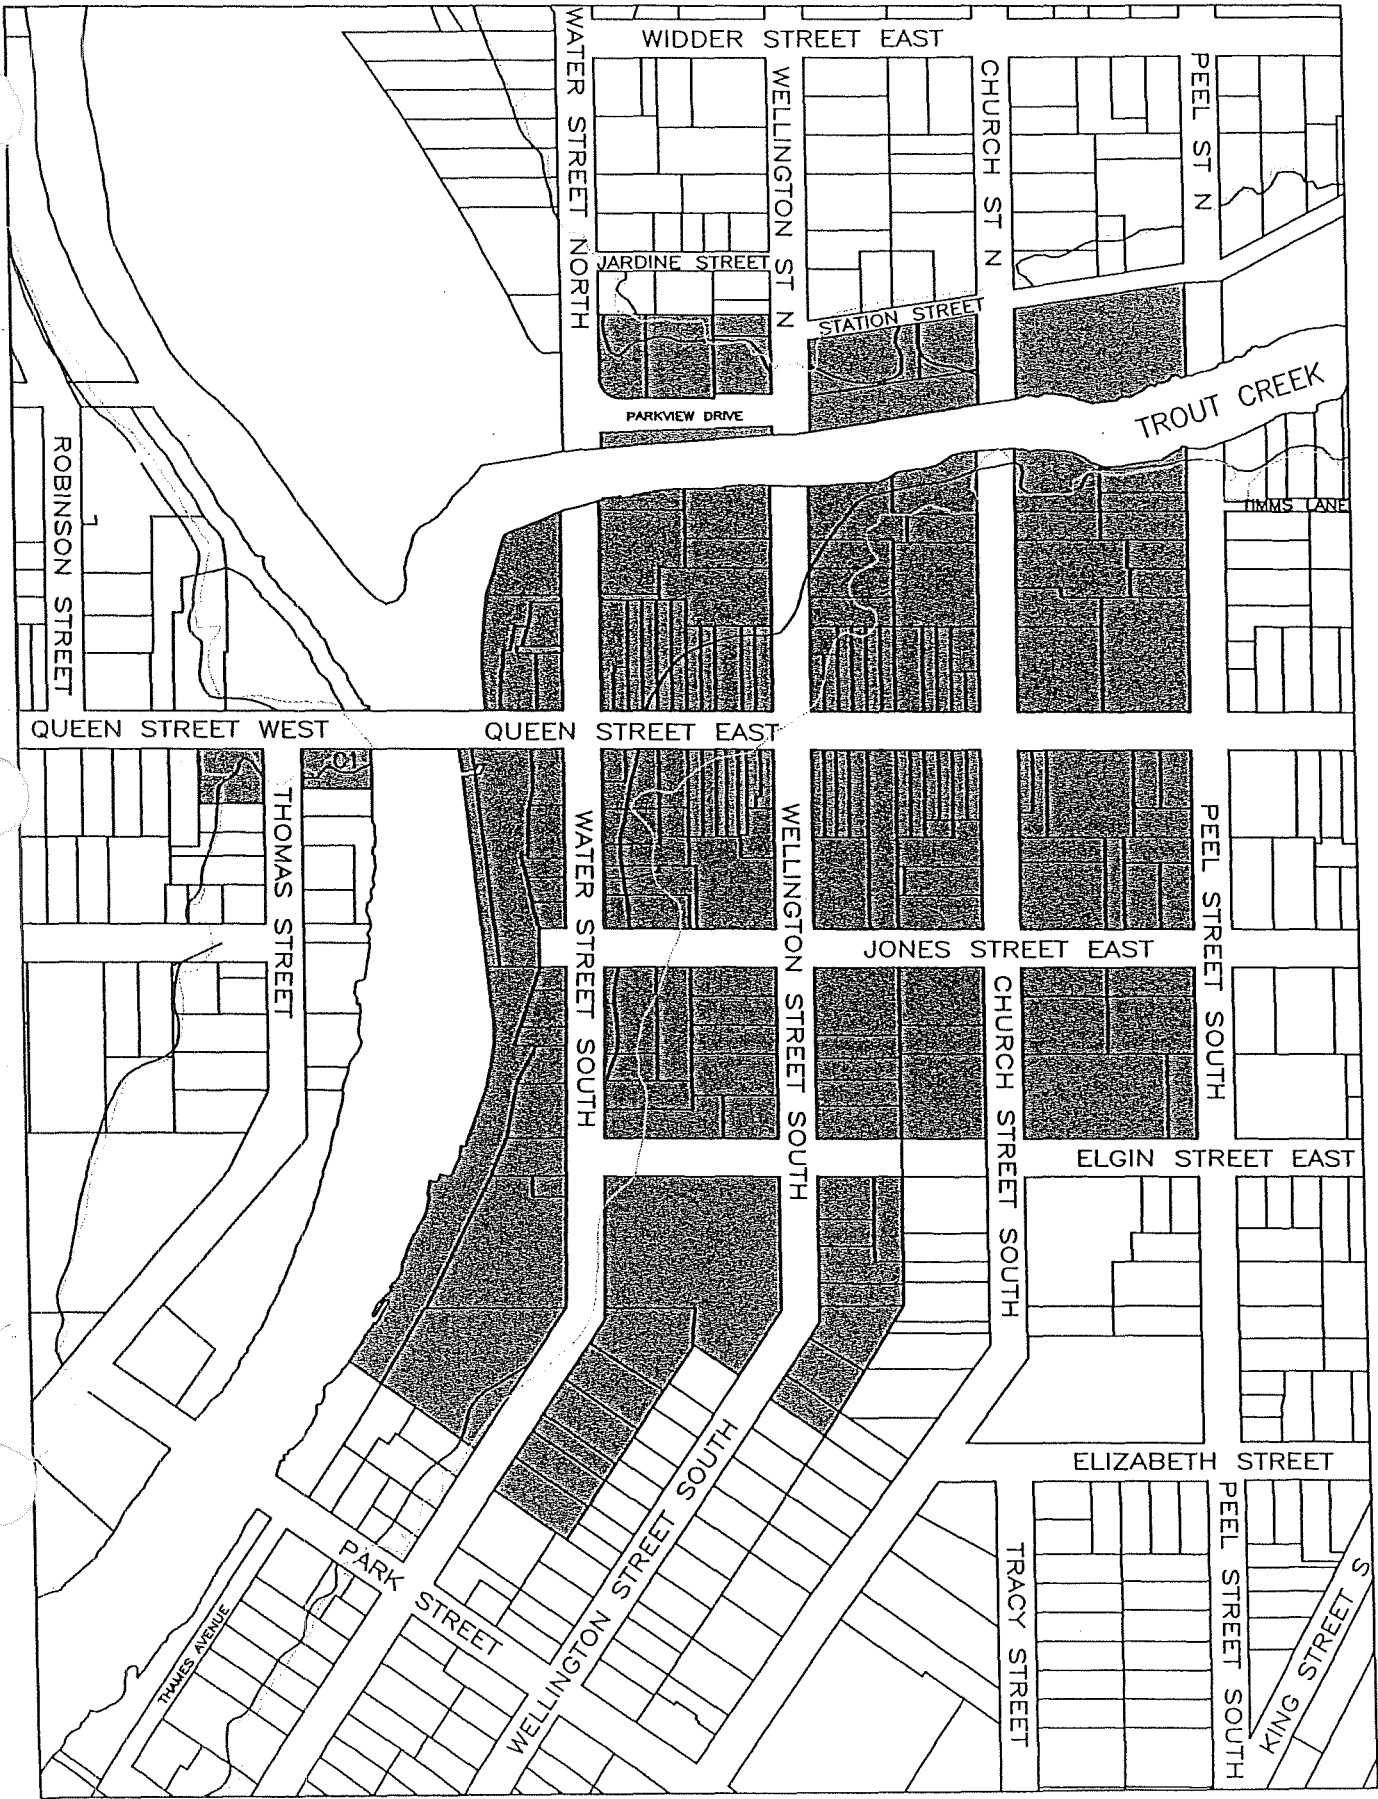 WIDDER STREET EAST
WATER STREET NORTH
WELLINGTON ST N
CHURCH ST N
PEEL ST N
JARDINE STREET
STATION STREET
TROUT CREEK
PARKVIEW DRIVE
ROBINSON STREET
TIMMS LANE
QUEEN STREET WEST
QUEEN STREET EAST
01
THOMAS STREET
WATER STREET SOUTH
WELLINGTON STREET SOUTH
PEEL STREET SOUTH
JONES STREET EAST
CHURCH STREET SOUTH
ELGIN STREET EAST
ELIZABETH STREET
WELLINGTON STREET SOUTH
PARK STREET
THAMES AVENUE
TRACY STREET
PEEL STREET SOUTH
KING STREET S